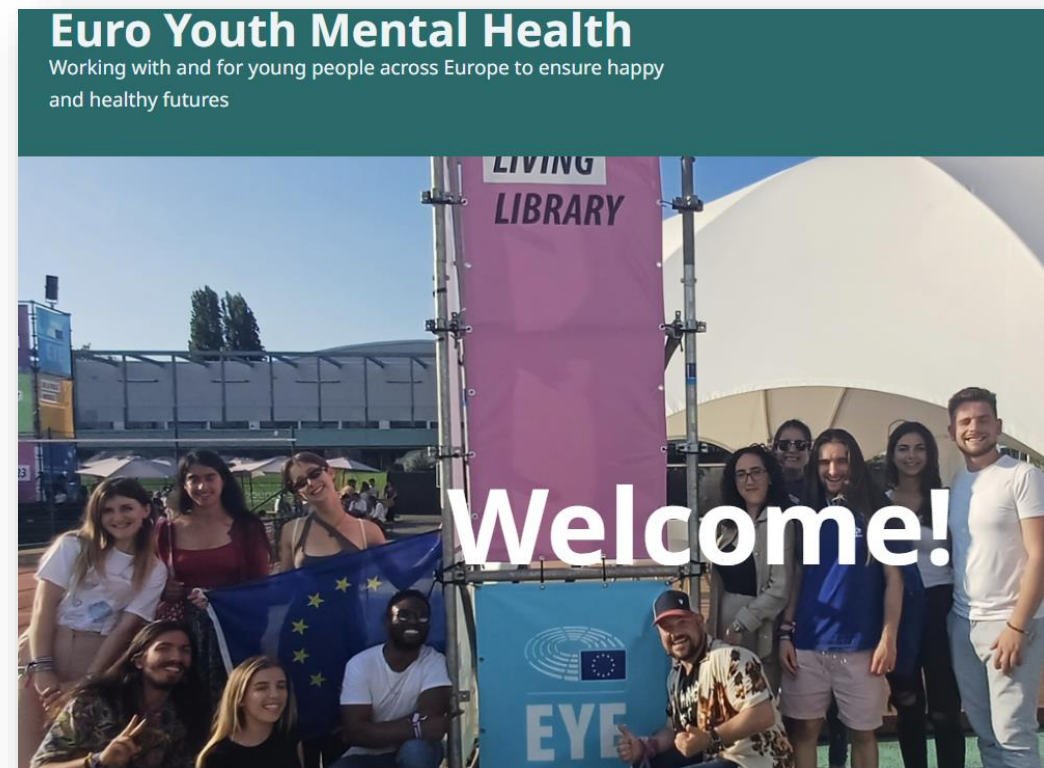 Euro Youth Mental Health
Working with and for young people across Europe to ensure happy
and healthy futures
LIVING
LIBRARY
Welcome!
EYE